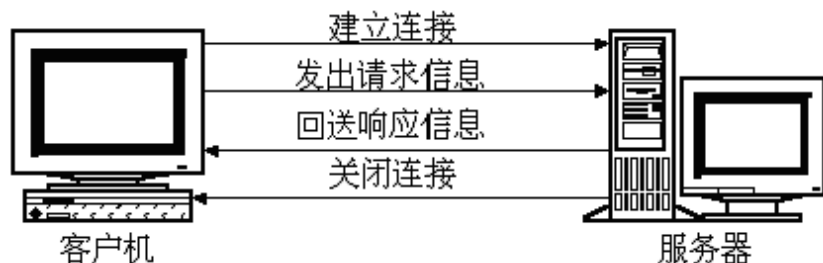 建立连接
发出请求信息
回送响应信息
关闭连接
客户机
服务器